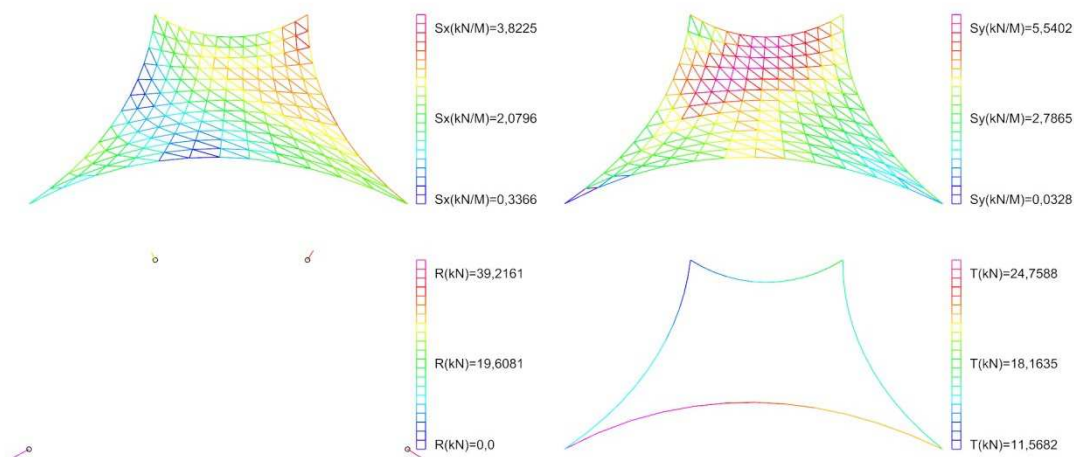 Sx(kN/M)=3,8225
Sx(kN/M)=2,0796
Sx(kN/M)=0,3366
Sy(kN/M)=5,5402
Sy(kN/M)=2,7865
Sy(kN/M)=0,0328
R(kN)=39,2161
R(kN)=19,6081
R(kN)=0,0
T(kN)=24,7588
T(kN)=18,1635
T(kN)=11,5682